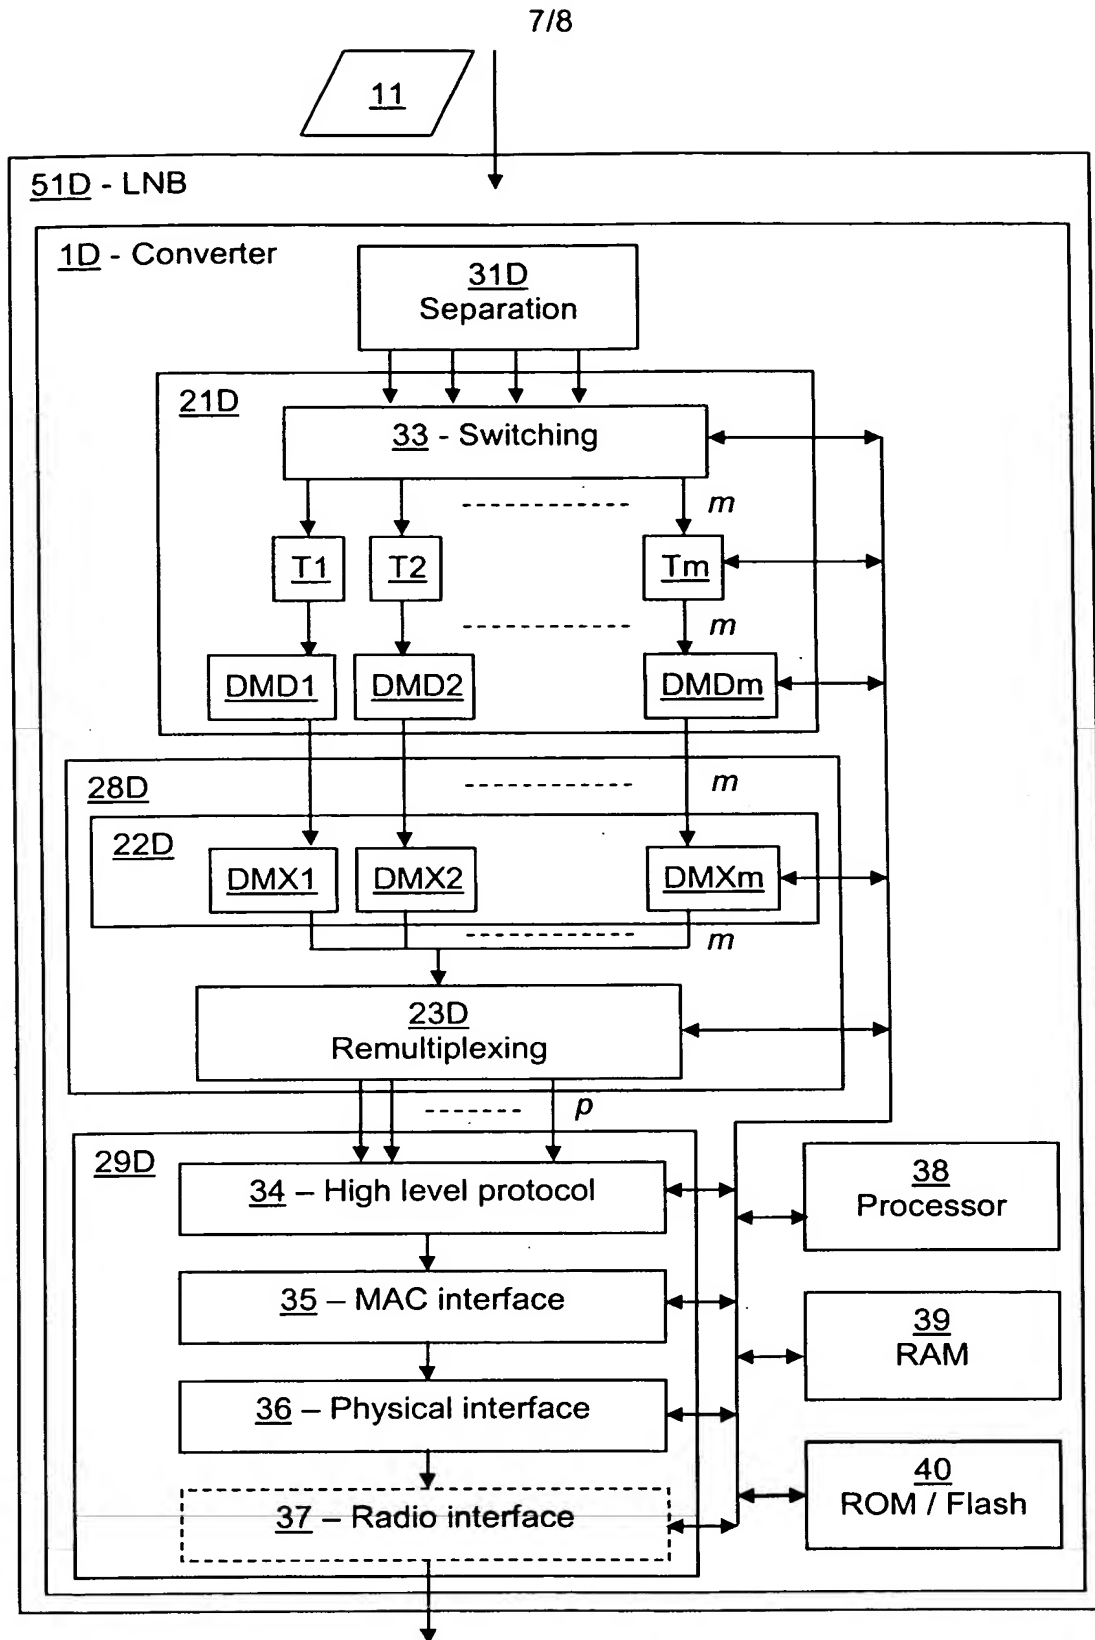 7/8
11
51D - LNB
1D - Converter
31D
Separation
21D
33 - Switching
m
T1 T2 Tm
m
DMD1 DMD2 DMDm
28D
m
22D
DMX1 DMX2 DMXm
m
23D
Remultiplexing
p
29D
34 – High level protocol
38
Processor
35 – MAC interface
39
RAM
36 – Physical interface
40
ROM / Flash
37 – Radio interface